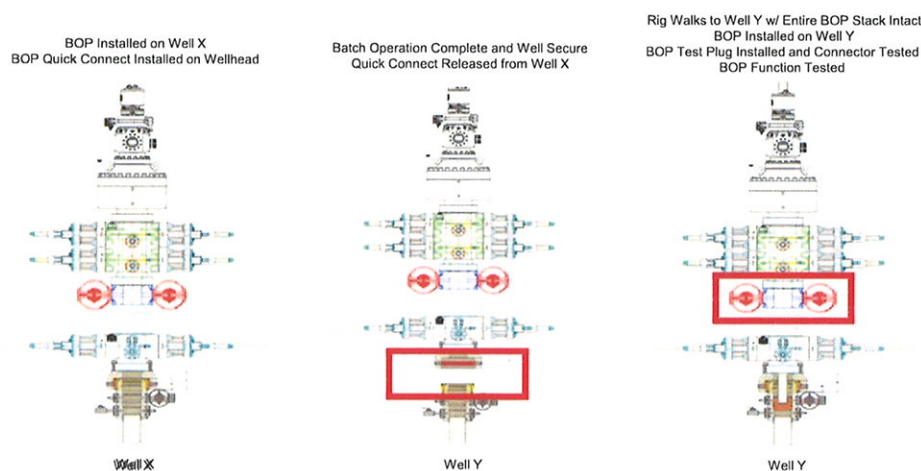 BOP Installed on Well X
BOP Quick Connect Installed on Wellhead
Batch Operation Complete and Well Secure
Quick Connect Released from Well X
Rig Walks to Well Y w/ Entire BOP Stack Intact
BOP Installed on Well Y
BOP Test Plug Installed and Connector Tested
BOP Function Tested
Well X
Well Y
Well Y